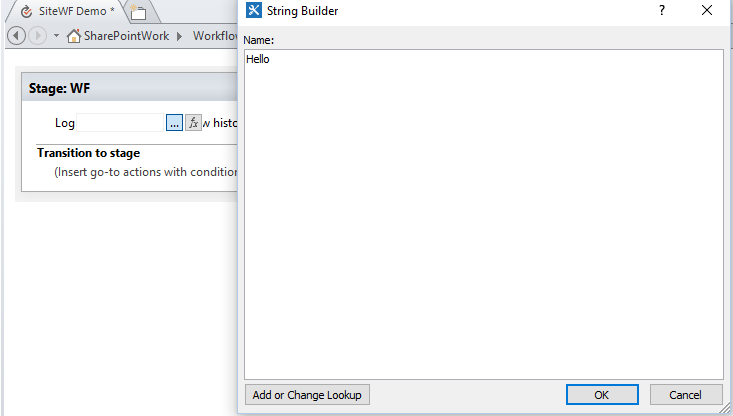 SiteWF Demo *
SharePointWork
Stage: WF
Log ... fx w histo
Transition to stage
(Insert go-to actions with condition
String Builder
?
Name:
Hello
Add or Change Lookup
OK
Cancel